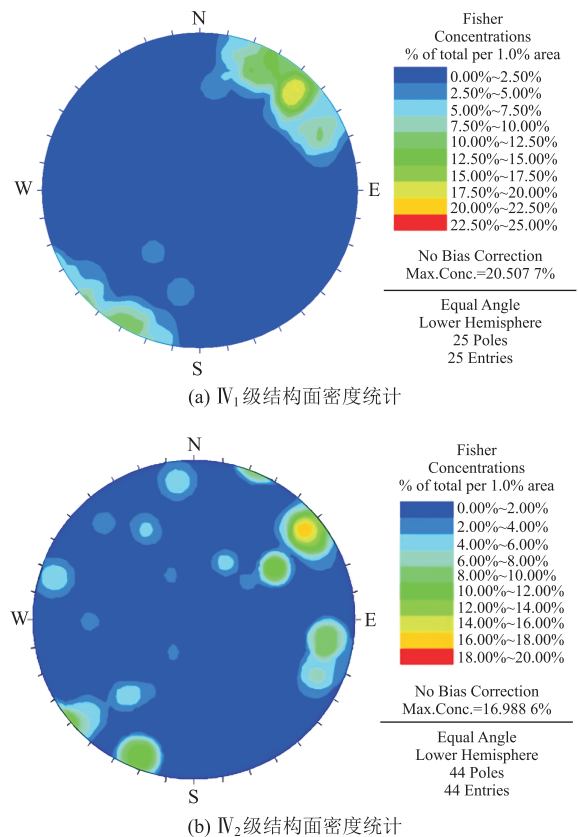 N
W
E
S
Fisher
Concentrations
% of total per 1.0% area
0.00%~2.50%
2.50%~5.00%
5.00%~7.50%
7.50%~10.00%
10.00%~12.50%
12.50%~15.00%
15.00%~17.50%
17.50%~20.00%
20.00%~22.50%
22.50%~25.00%
No Bias Correction
Max.Conc.=20.507 7%
Equal Angle
Lower Hemisphere
25 Poles
25 Entries
(a) Ⅳ₁级结构面密度统计
N
W
E
S
Fisher
Concentrations
% of total per 1.0% area
0.00%~2.00%
2.00%~4.00%
4.00%~6.00%
6.00%~8.00%
8.00%~10.00%
10.00%~12.00%
12.00%~14.00%
14.00%~16.00%
16.00%~18.00%
18.00%~20.00%
No Bias Correction
Max.Conc.=16.988 6%
Equal Angle
Lower Hemisphere
44 Poles
44 Entries
(b) Ⅳ₂级结构面密度统计